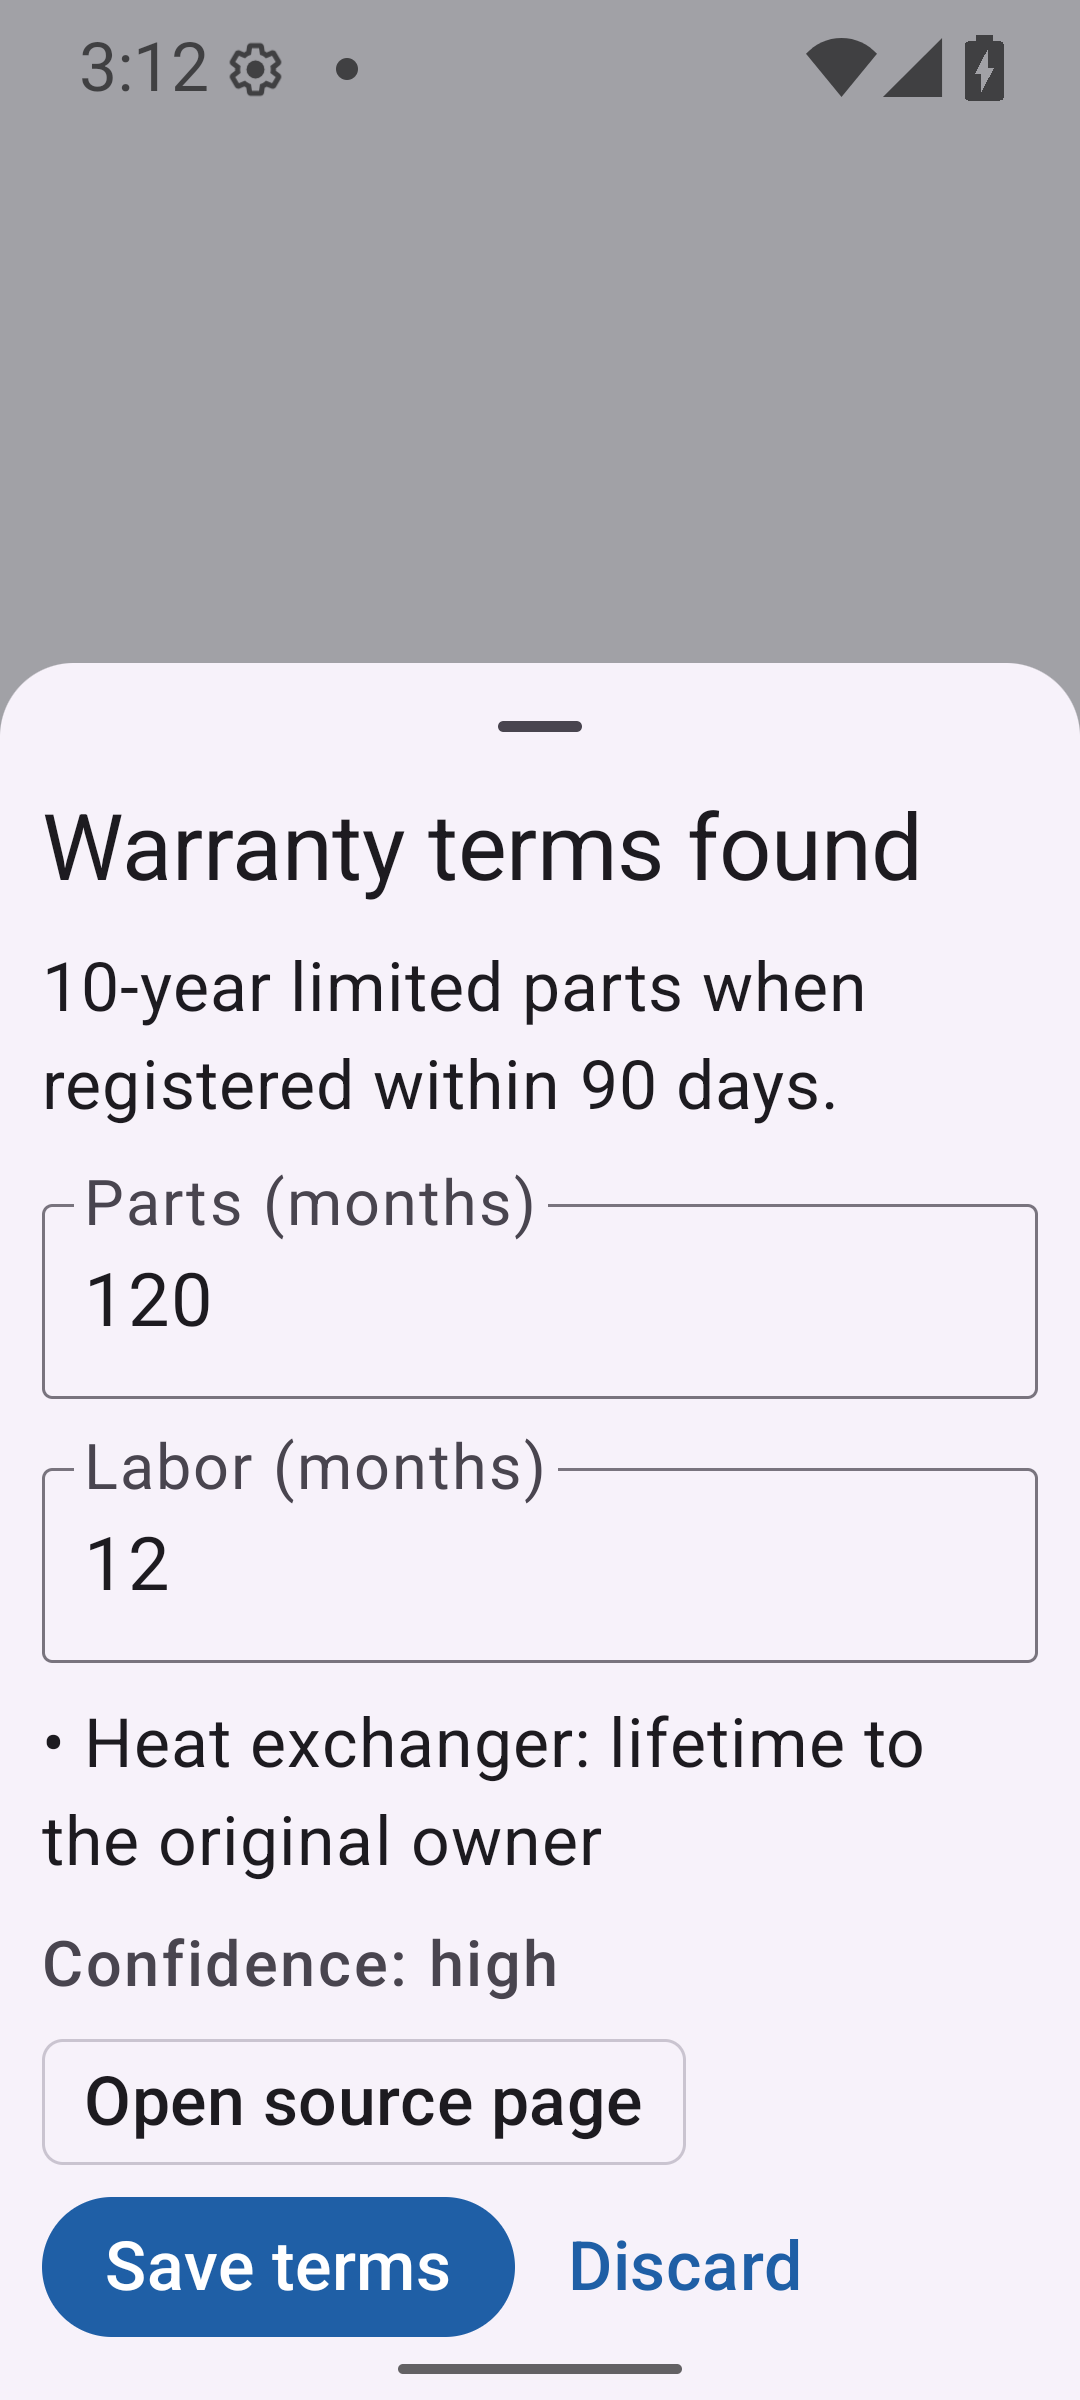 3:12
Warranty terms found
10-year limited parts when
registered within 90 days.
Parts (months)
120
Labor (months)
12
• Heat exchanger: lifetime to
the original owner
Confidence: high
Open source page
Save terms
Discard